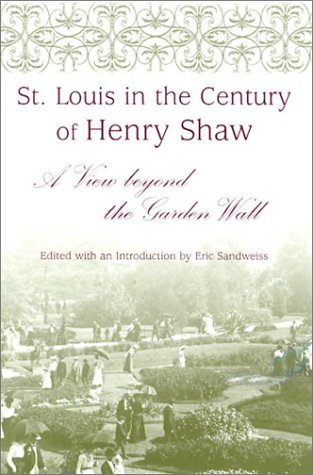 St. Louis in the Century
of Henry Shaw
A View beyond
the Garden Wall
Edited with an Introduction by Eric Sandweiss